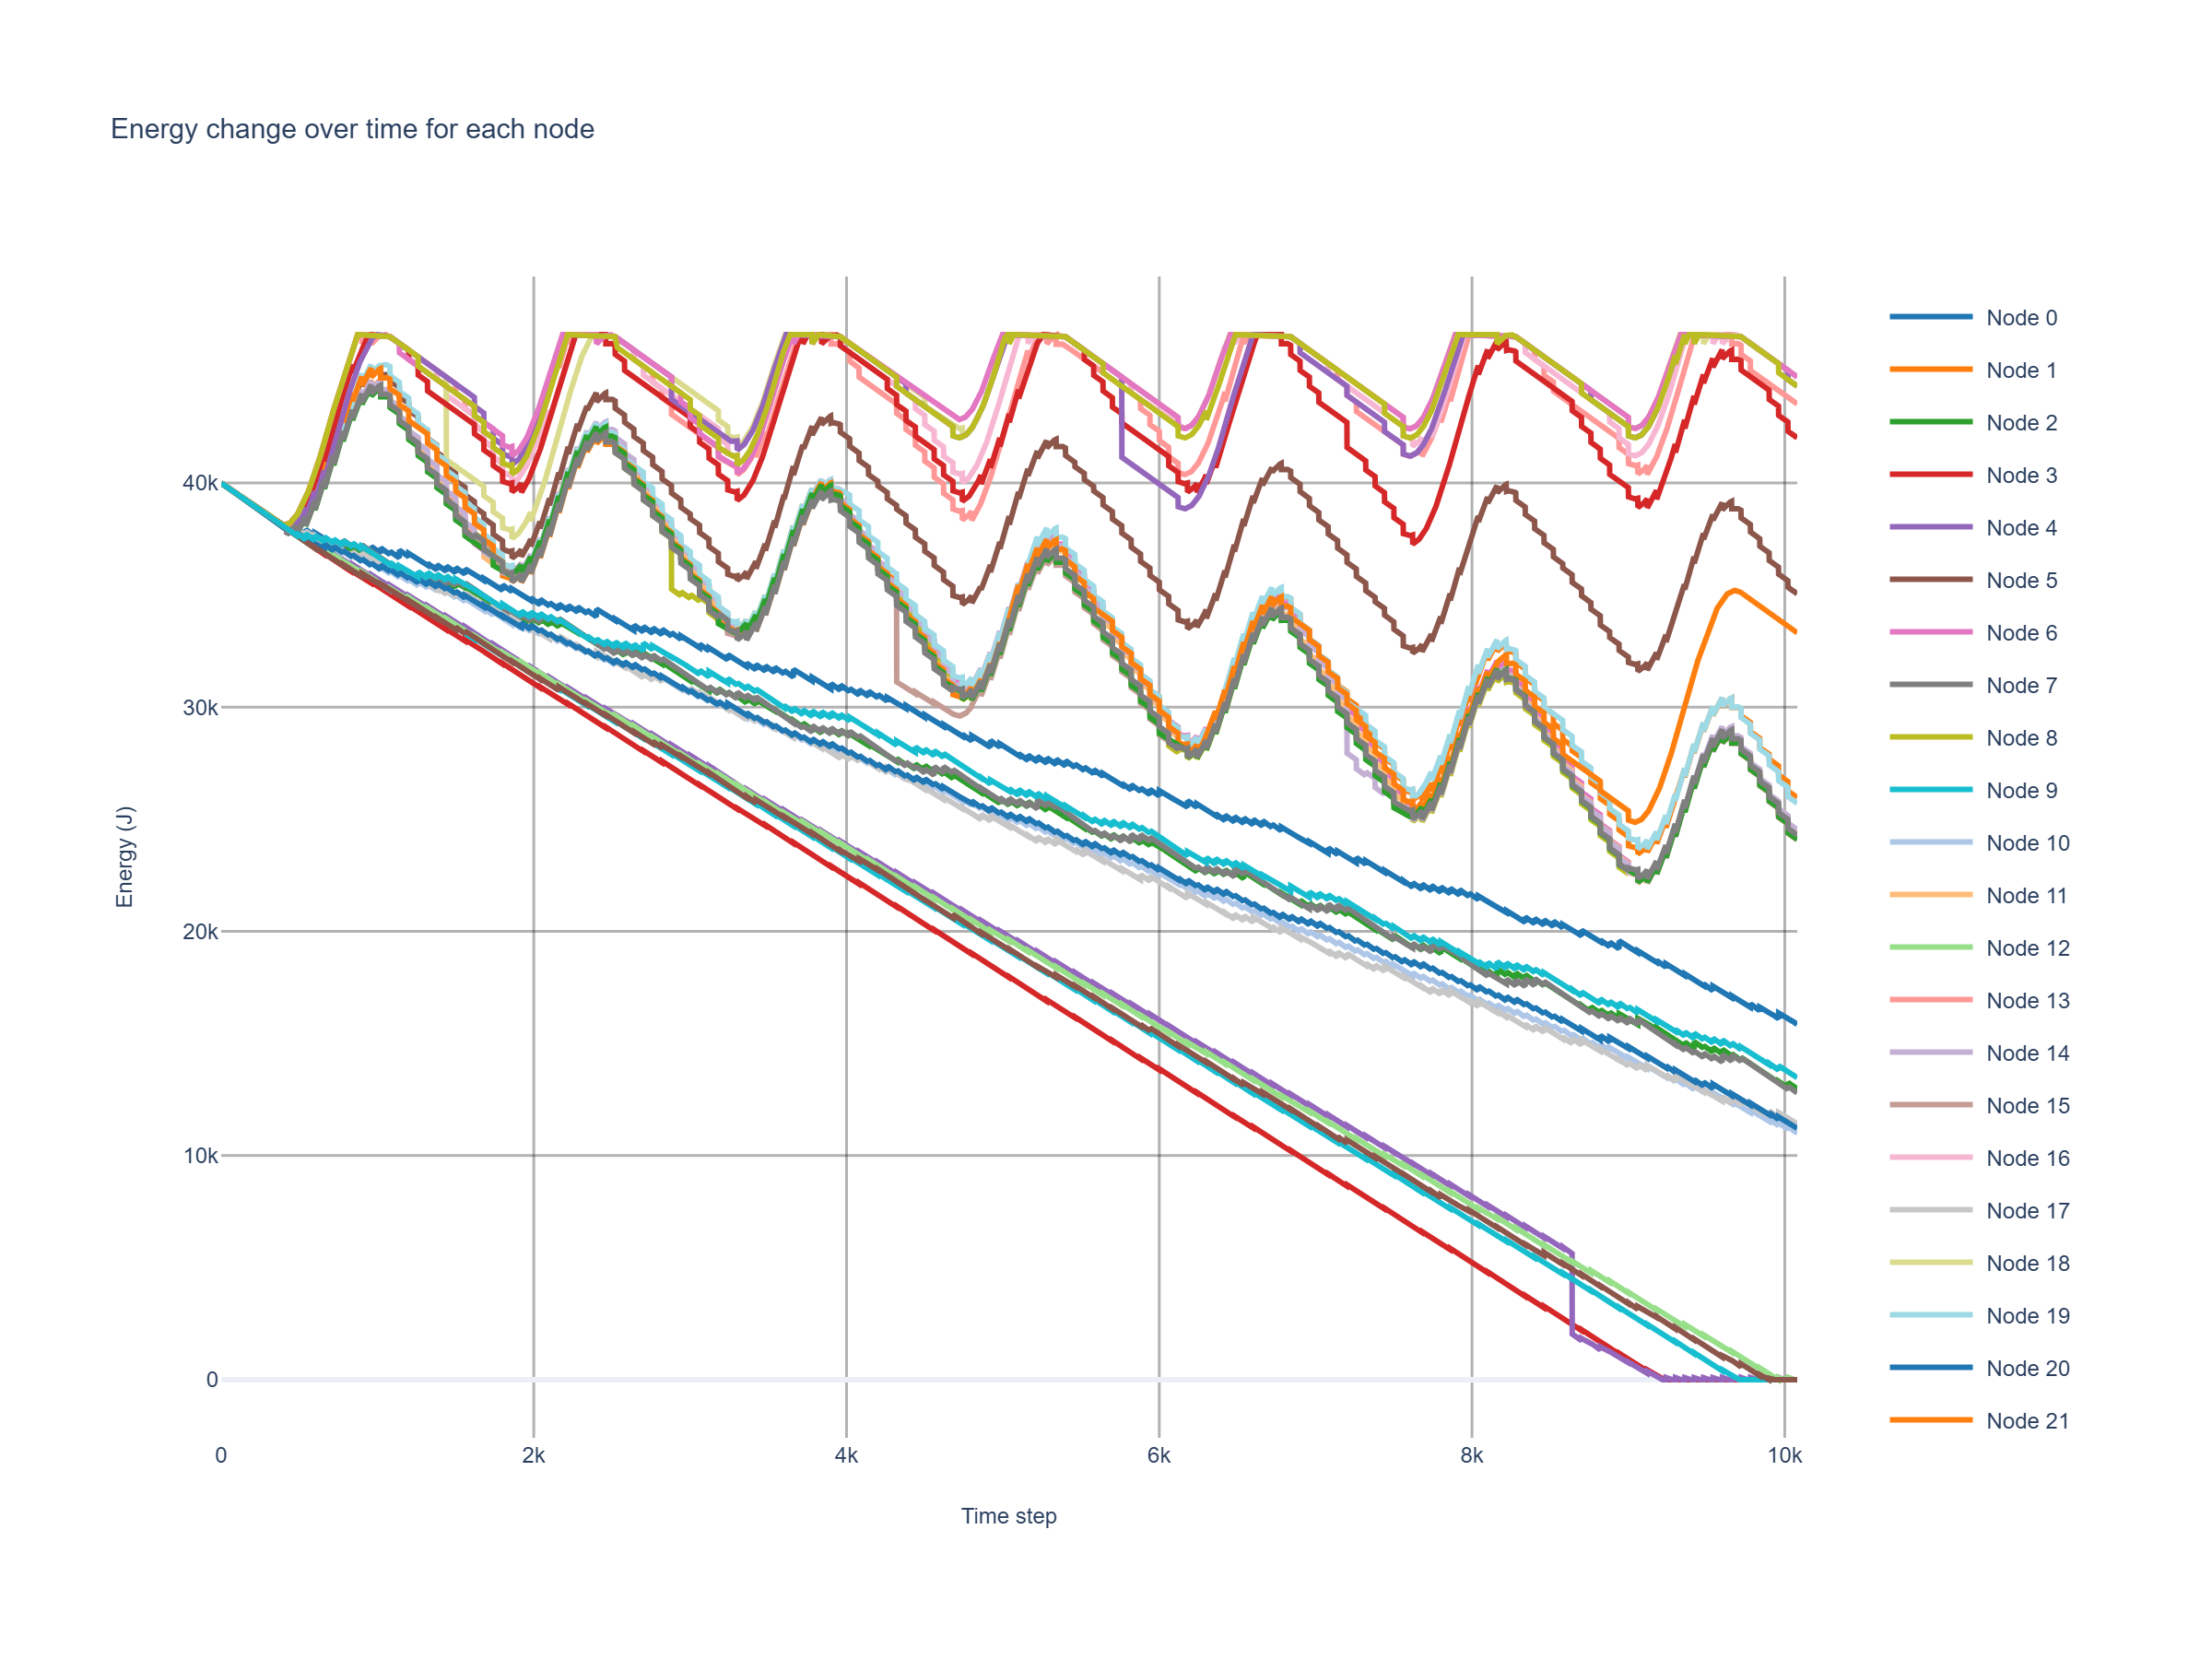 Energy change over time for each node
Energy (J)
40k
30k
20k
10k
0
0
2k
4k
6k
8k
10k
Time step
Node 0
Node 1
Node 2
Node 3
Node 4
Node 5
Node 6
Node 7
Node 8
Node 9
Node 10
Node 11
Node 12
Node 13
Node 14
Node 15
Node 16
Node 17
Node 18
Node 19
Node 20
Node 21